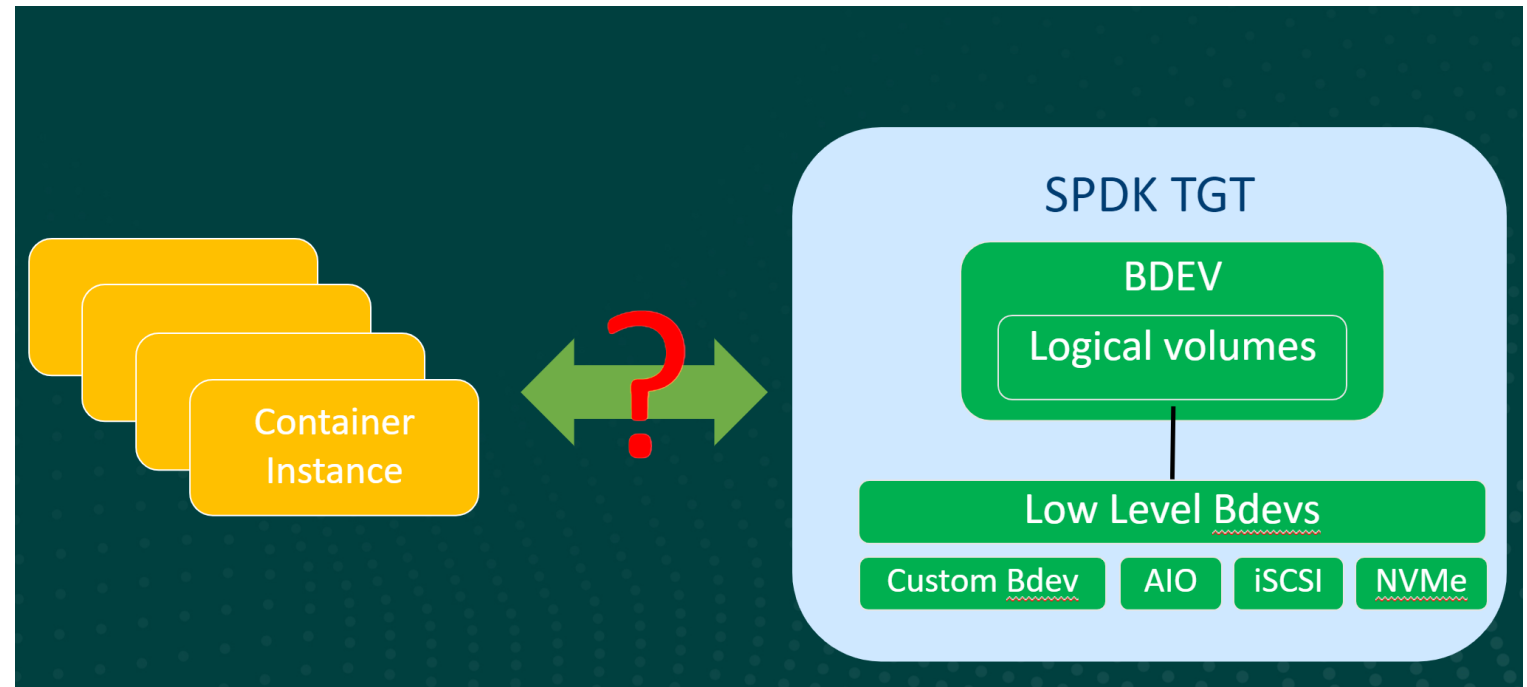 SPDK TGT
BDEV
Logical volumes
Container
Instance
?
Low Level Bdevs
Custom Bdev
AIO
iSCSI
NVMe